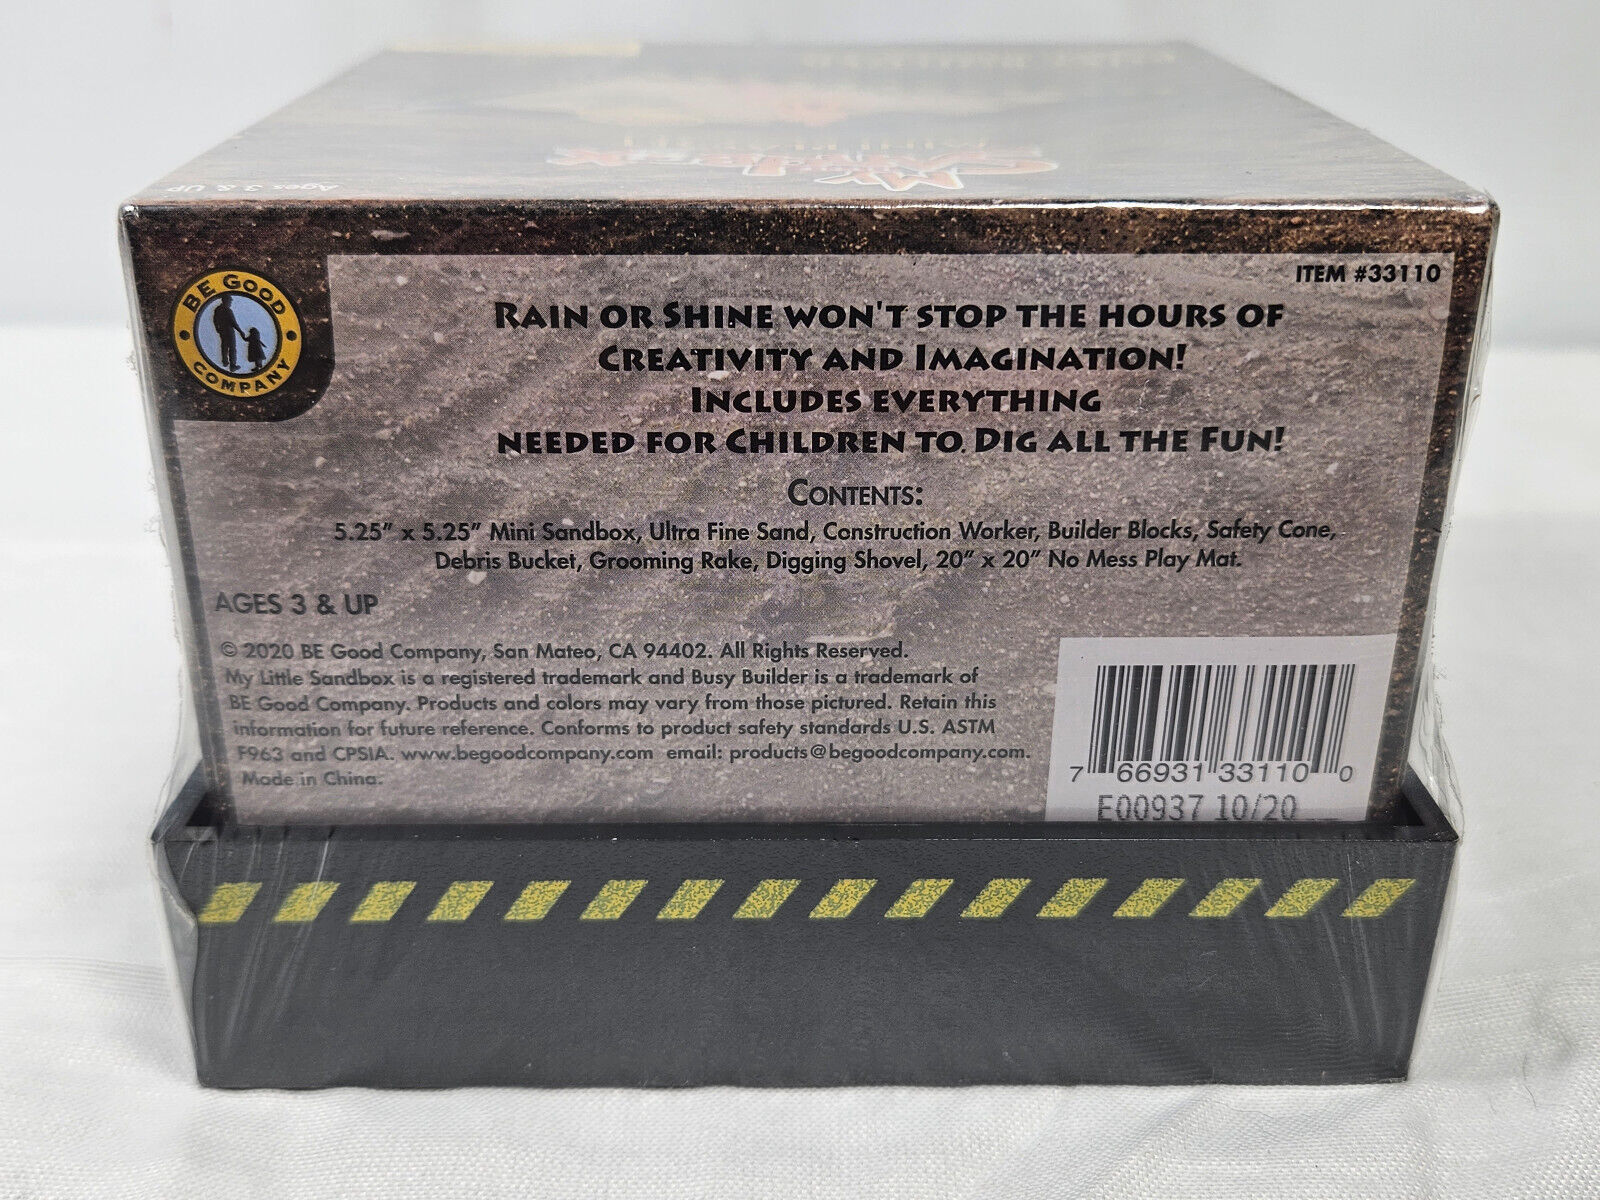 Ages 3 & UP
MY
BE GOOD
COMPANY
ITEM #33110
RAIN OR SHINE WON'T STOP THE HOURS OF
CREATIVITY AND IMAGINATION!
INCLUDES EVERYTHING
NEEDED FOR CHILDREN TO DIG ALL THE FUN!
CONTENTS:
5.25" x 5.25" Mini Sandbox, Ultra Fine Sand, Construction Worker, Builder Blocks, Safety Cone,
Debris Bucket, Grooming Rake, Digging Shovel, 20" x 20" No Mess Play Mat.
AGES 3 & UP
© 2020 BE Good Company, San Mateo, CA 94402. All Rights Reserved.
My Little Sandbox is a registered trademark and Busy Builder is a trademark of
BE Good Company. Products and colors may vary from those pictured. Retain this
information for future reference. Conforms to product safety standards U.S. ASTM
F963 and CPSIA. www.begoodcompany.com email: products@begoodcompany.com.
Made in China.
7 66931 33110 0
E00937 10/20